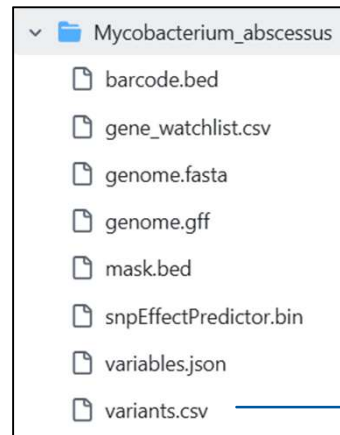 Mycobacterium_abscessus
barcode.bed
gene_watchlist.csv
genome.fasta
genome.gff
mask.bed
snpEffectPredictor.bin
variables.json
variants.csv